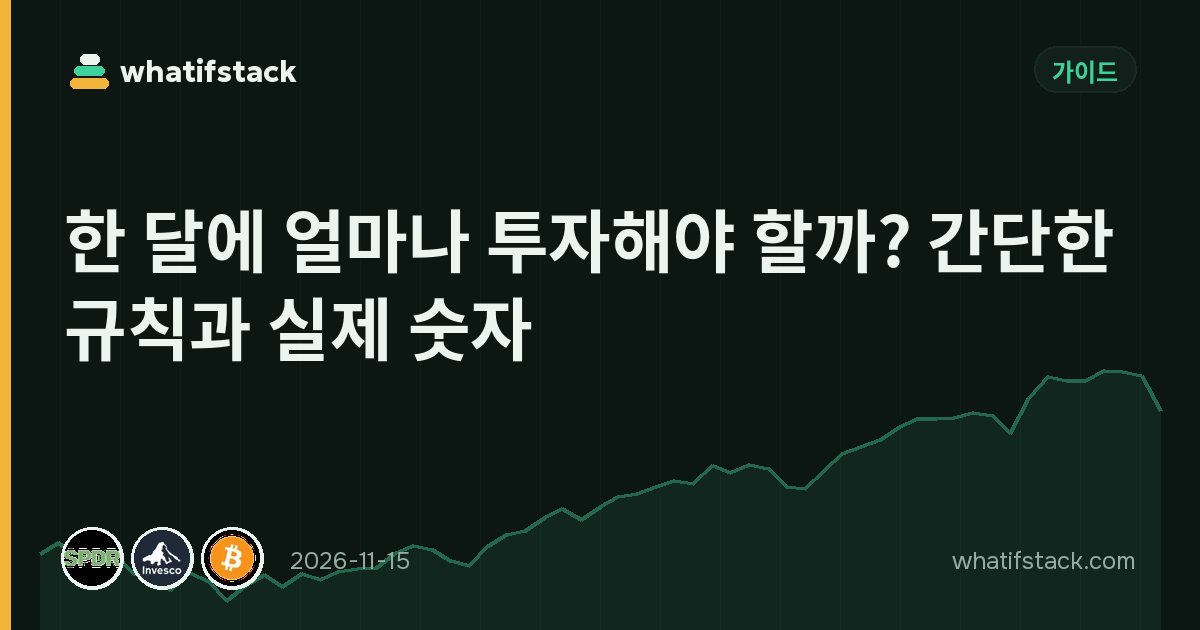 whatifstack
가이드
한 달에 얼마나 투자해야 할까? 간단한
규칙과 실제 숫자
SPDR
Invesco
2026-11-15
whatifstack.com